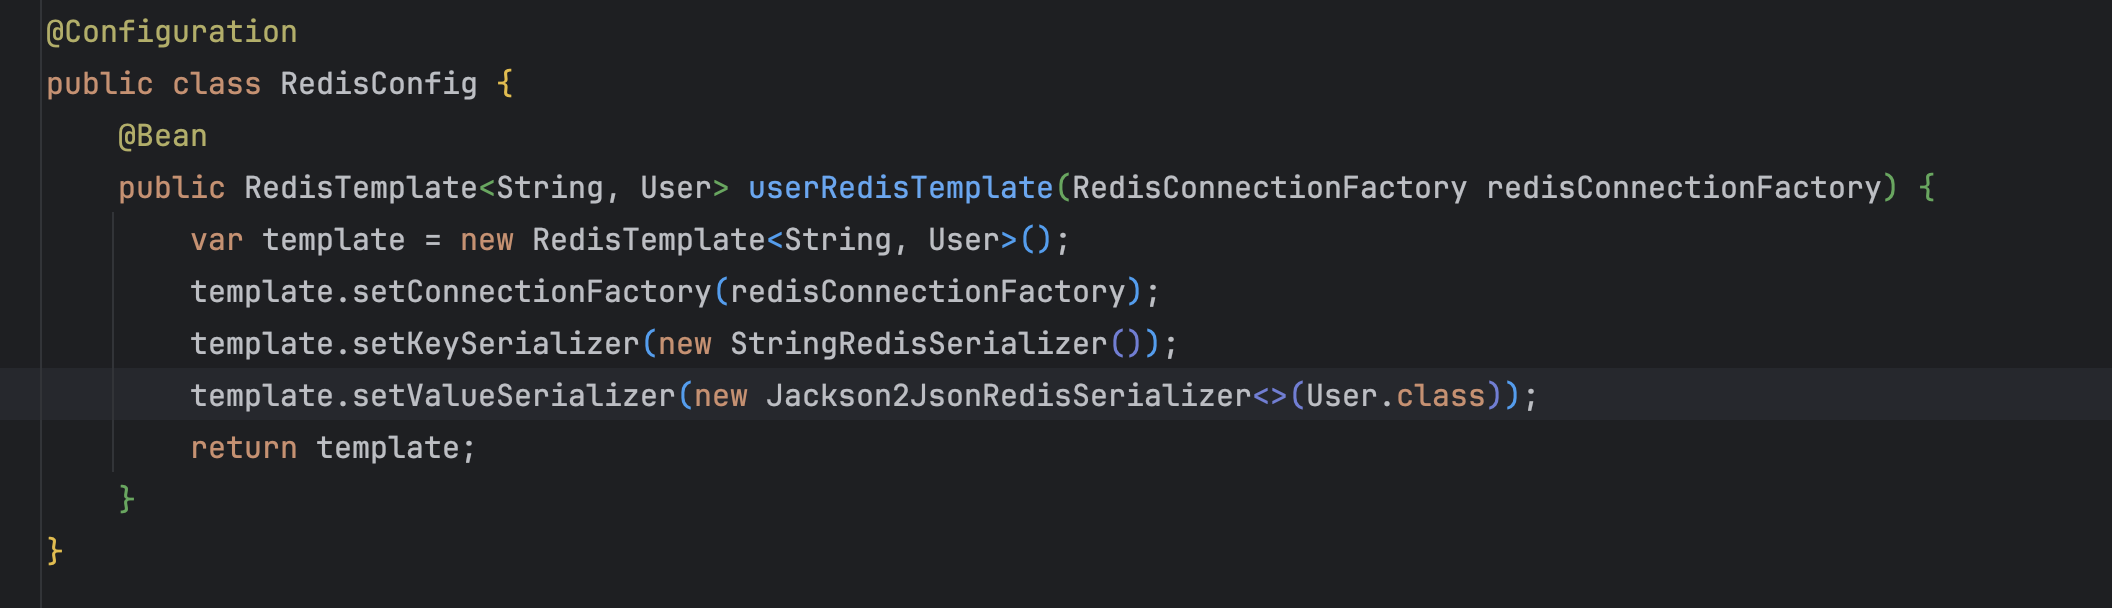 @Configuration
public class RedisConfig {
    @Bean
    public RedisTemplate<String, User> userRedisTemplate(RedisConnectionFactory redisConnectionFactory) {
        var template = new RedisTemplate<String, User>();
        template.setConnectionFactory(redisConnectionFactory);
        template.setKeySerializer(new StringRedisSerializer());
        template.setValueSerializer(new Jackson2JsonRedisSerializer<>(User.class));
        return template;
    }
}